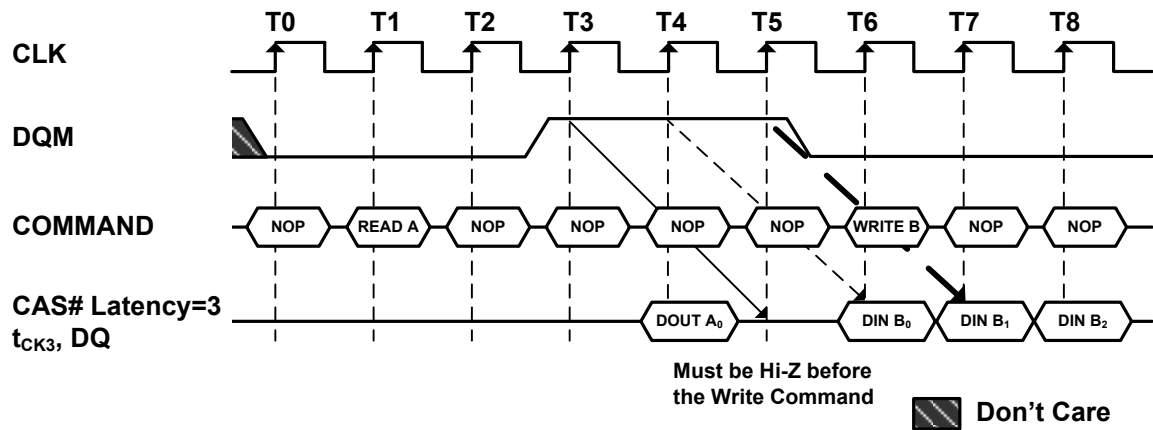 T0 T1 T2 T3 T4 T5 T6 T7 T8
CLK
DQM
COMMAND NOP READ A NOP NOP NOP NOP WRITE B NOP NOP
CAS# Latency=3
tCK3, DQ
DOUT A0 DIN B0 DIN B1 DIN B2
Must be Hi-Z before
the Write Command
Don't Care